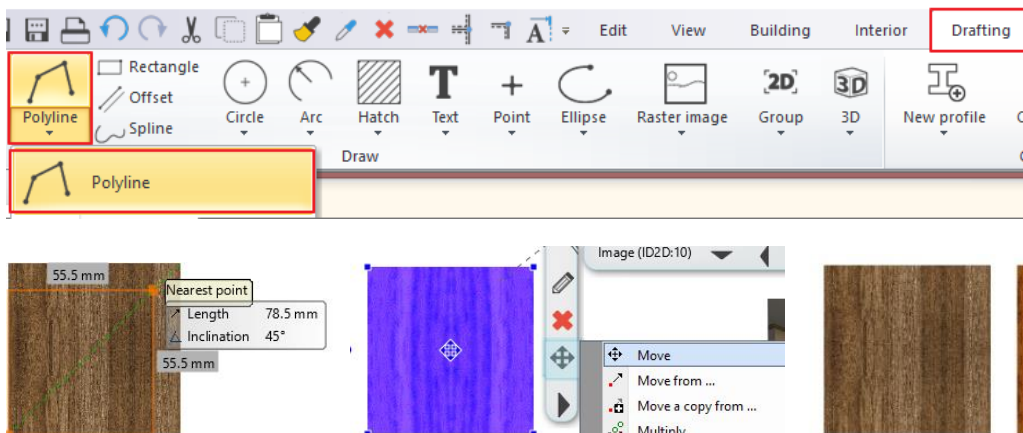 Edit View Building Interior Drafting
Polyline
Rectangle
Offset
Spline
Circle
Arc
Hatch
Text
Point
Ellipse
Raster image
Group
3D
New profile
2D
3D
T
A
Draw
Polyline
55.5 mm
Nearest point
Length 78.5 mm
Inclination 45°
55.5 mm
Image (ID2D:10)
Move
Move from ...
Move a copy from ...
Multiply